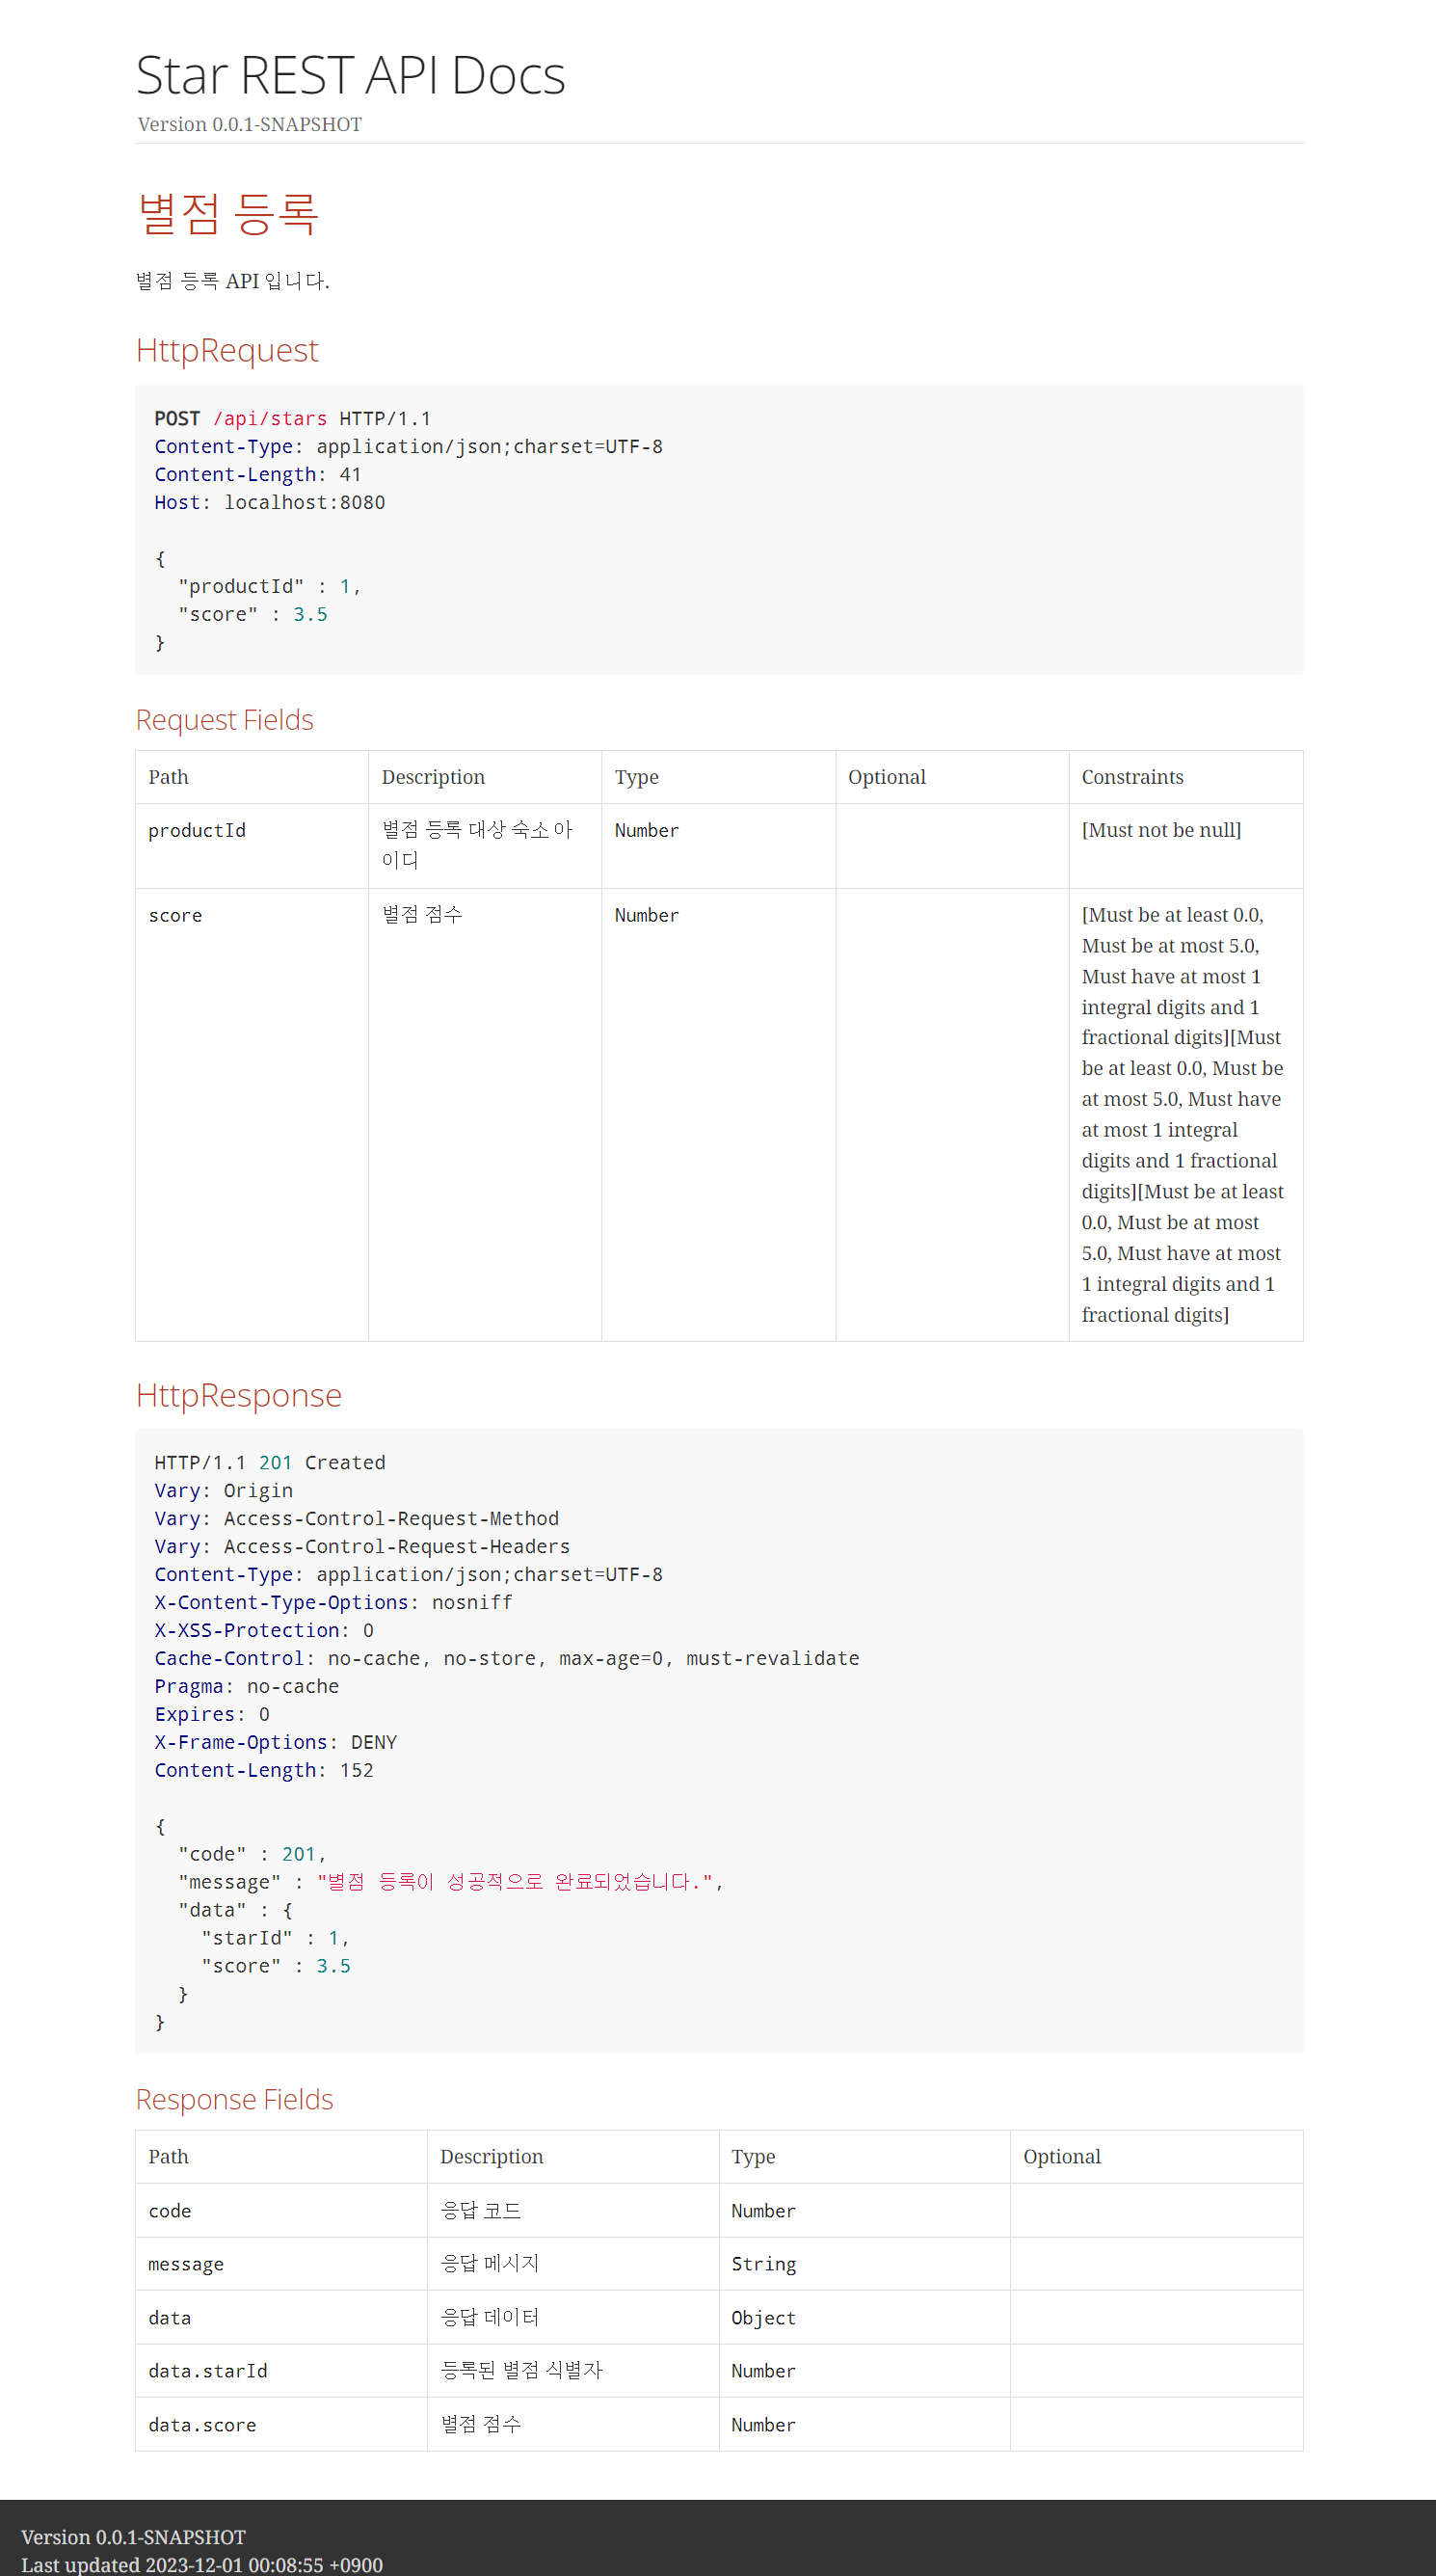 Star REST API Docs
Version 0.0.1-SNAPSHOT
별점 등록
별점 등록 API 입니다.
HttpRequest
POST /api/stars HTTP/1.1
Content-Type: application/json;charset=UTF-8
Content-Length: 41
Host: localhost:8080
{
  "productId" : 1,
  "score" : 3.5
}
Request Fields
Path Description Type Optional Constraints
productId 별점 등록 대상 숙소 아 Number [Must not be null]
이디
score 별점 점수 Number [Must be at least 0.0,
Must be at most 5.0,
Must have at most 1
integral digits and 1
fractional digits][Must
be at least 0.0, Must be
at most 5.0, Must have
at most 1 integral
digits and 1 fractional
digits][Must be at least
0.0, Must be at most
5.0, Must have at most
1 integral digits and 1
fractional digits]
HttpResponse
HTTP/1.1 201 Created
Vary: Origin
Vary: Access-Control-Request-Method
Vary: Access-Control-Request-Headers
Content-Type: application/json;charset=UTF-8
X-Content-Type-Options: nosniff
X-XSS-Protection: 0
Cache-Control: no-cache, no-store, max-age=0, must-revalidate
Pragma: no-cache
Expires: 0
X-Frame-Options: DENY
Content-Length: 152
{
  "code" : 201,
  "message" : "별점 등록이 성공적으로 완료되었습니다.",
  "data" : {
    "starId" : 1,
    "score" : 3.5
  }
}
Response Fields
Path Description Type Optional
code 응답 코드 Number
message 응답 메시지 String
data 응답 데이터 Object
data.starId 등록된 별점 식별자 Number
data.score 별점 점수 Number
Version 0.0.1-SNAPSHOT
Last updated 2023-12-01 00:08:55 +0900